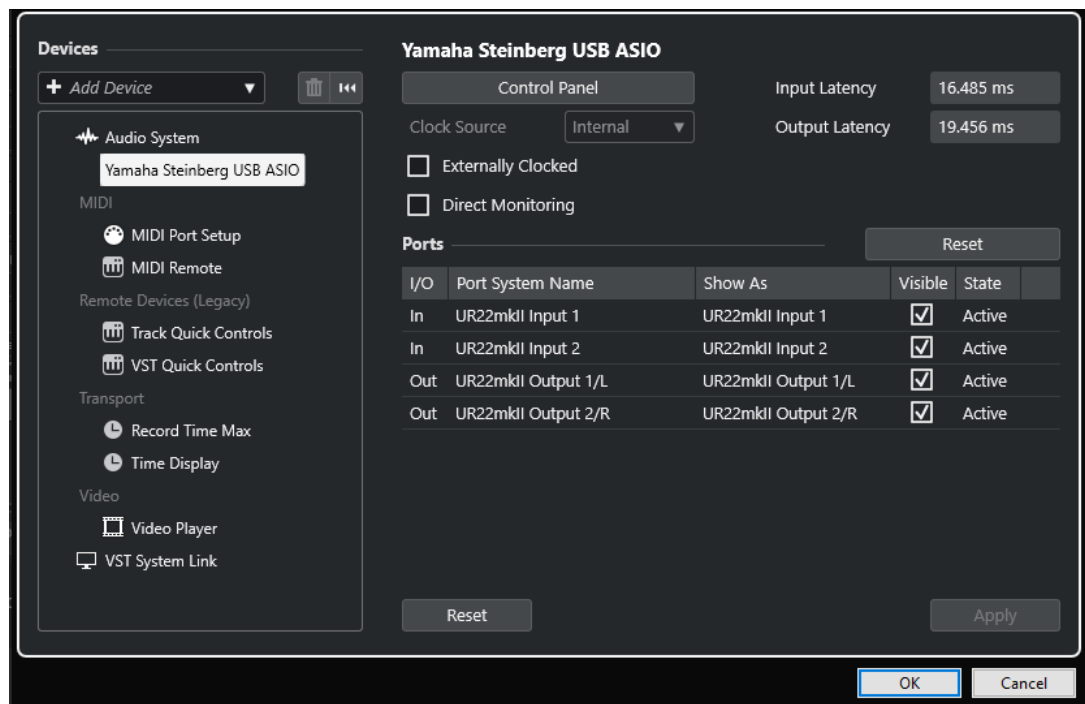 Devices
Add Device
Audio System
Yamaha Steinberg USB ASIO
MIDI
MIDI Port Setup
MIDI Remote
Remote Devices (Legacy)
Track Quick Controls
VST Quick Controls
Transport
Record Time Max
Time Display
Video
Video Player
VST System Link
Yamaha Steinberg USB ASIO
Control Panel
Input Latency 16.485 ms
Clock Source Internal
Output Latency 19.456 ms
Externally Clocked
Direct Monitoring
Ports
Reset
I/O Port System Name Show As Visible State
In UR22mkII Input 1 UR22mkII Input 1 Active
In UR22mkII Input 2 UR22mkII Input 2 Active
Out UR22mkII Output 1/L UR22mkII Output 1/L Active
Out UR22mkII Output 2/R UR22mkII Output 2/R Active
Reset
Apply
OK
Cancel